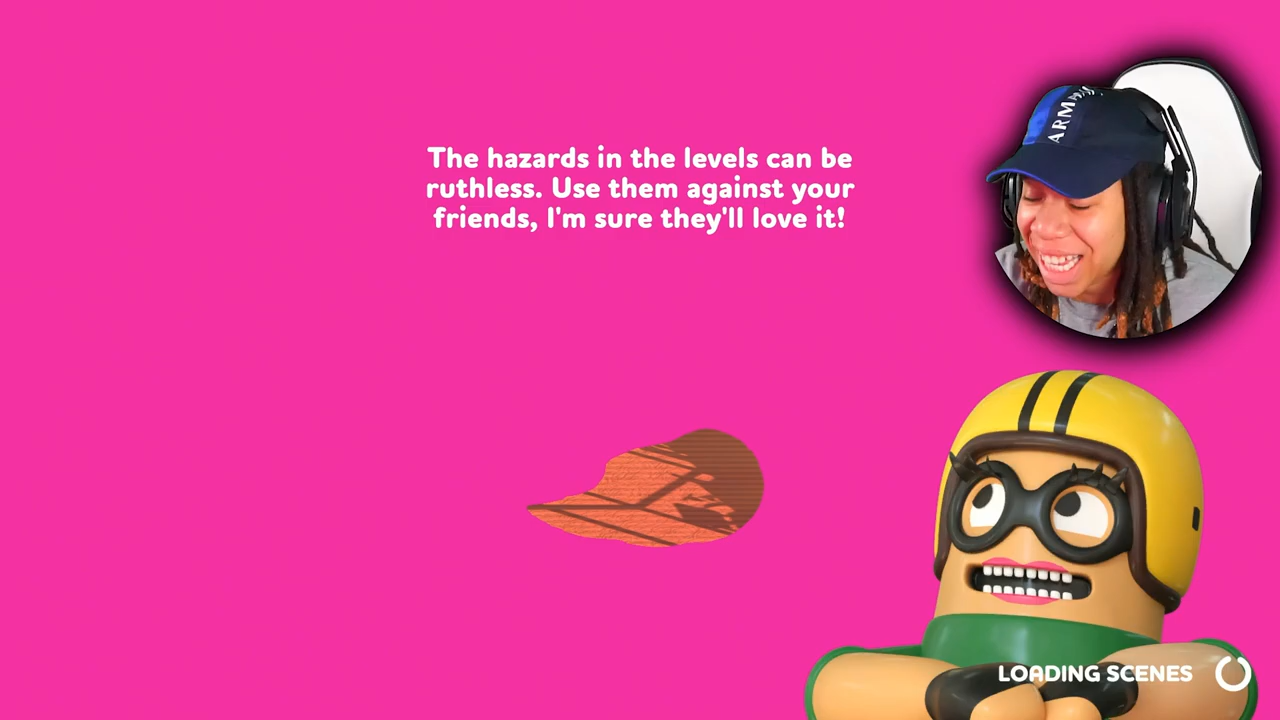 The hazards in the levels can be
ruthless. Use them against your
friends, I'm sure they'll love it!
LOADING SCENES